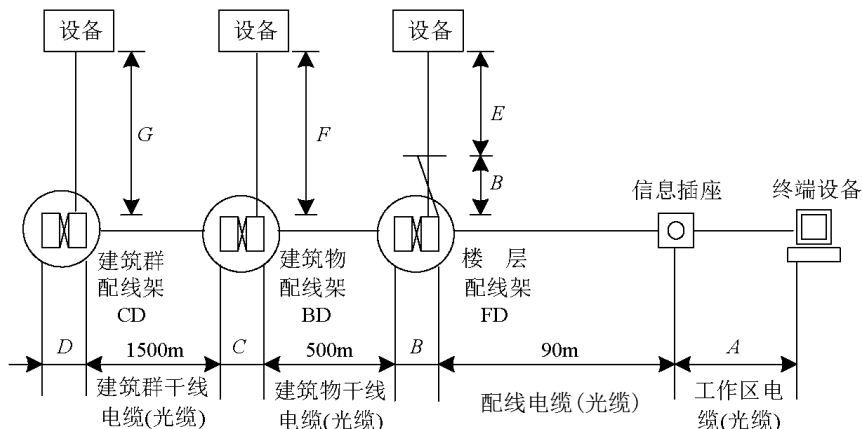 设备
设备
设备
G
F
E
B
信息插座
终端设备
建筑群
配线架
CD
建筑物
配线架
BD
楼 层
配线架
FD
D
1500m
C
500m
B
90m
A
建筑群干线
电缆(光缆)
建筑物干线
电缆(光缆)
配线电缆(光缆)
工作区电
缆(光缆)